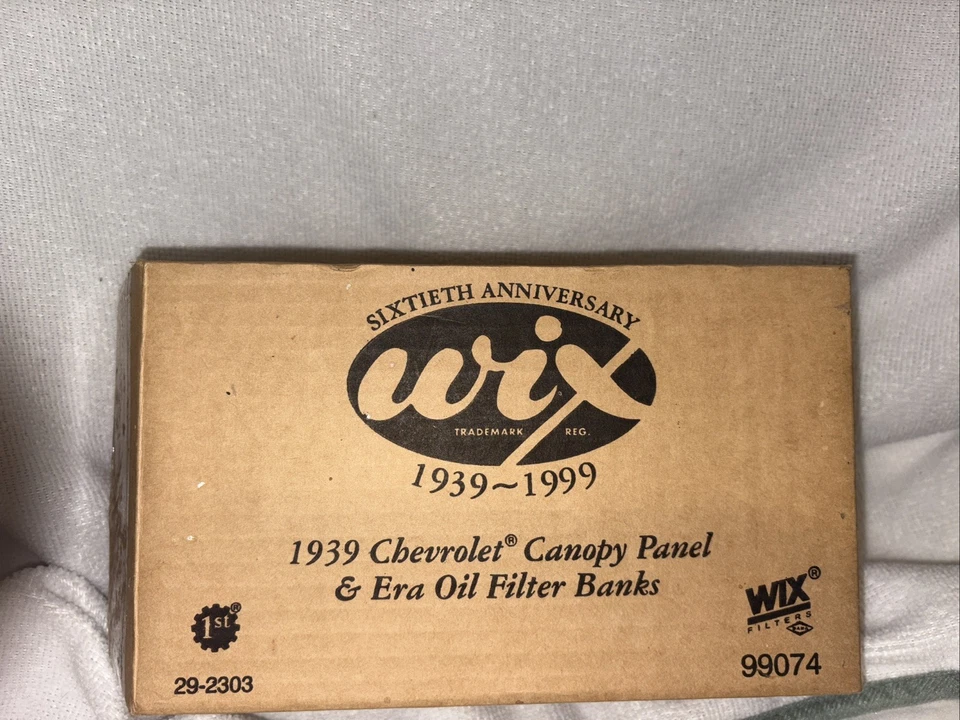 SIXTIETH ANNIVERSARY
wix
TRADEMARK REG.
1939~1999
1939 Chevrolet® Canopy Panel
& Era Oil Filter Banks
1st®
29-2303
WIX®
FILTERS
DANA
99074